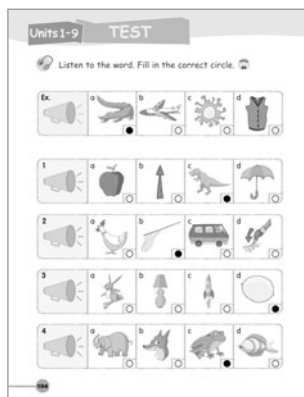 Units 1-9 TEST
Listen to the word. Fill in the correct circle.
Ex. a b c d
1 a b c d
2 a b c d
3 a b c d
4 a b c d
104